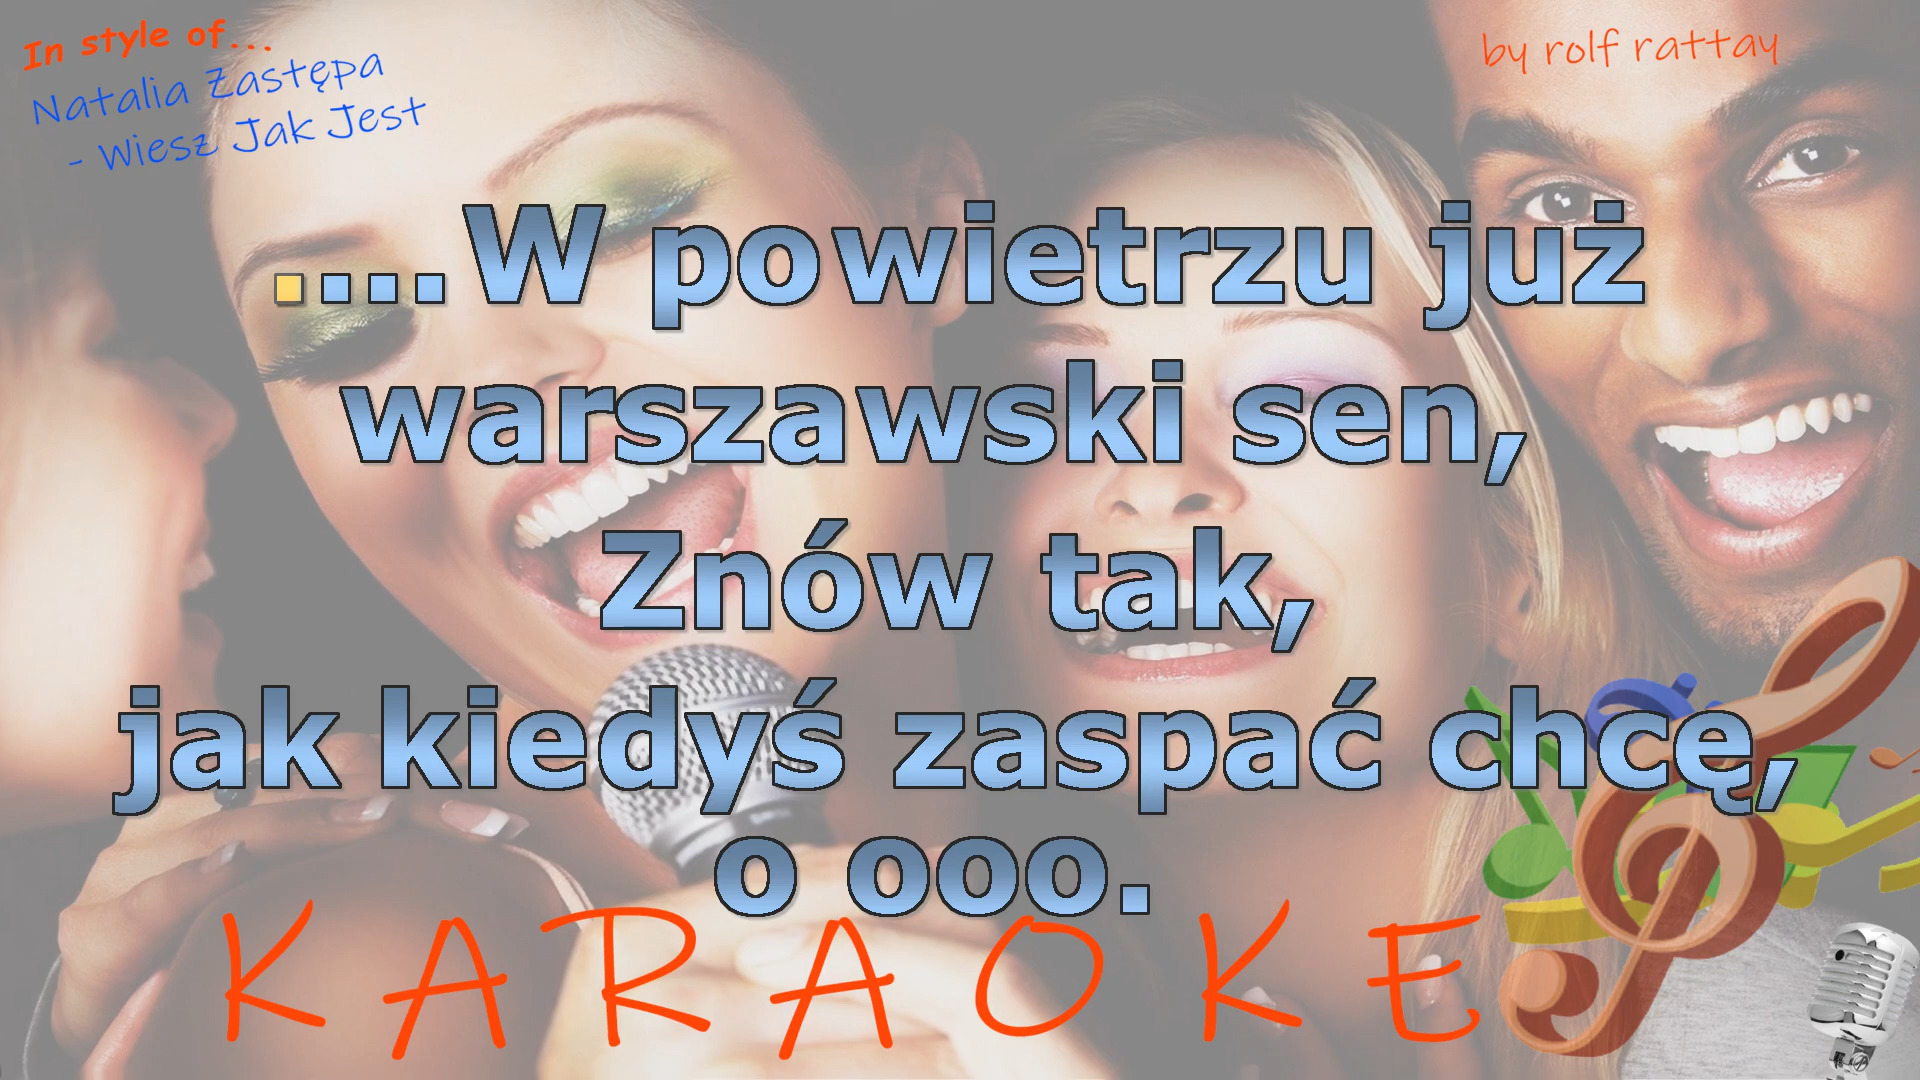 In style of...
Natalia Zastępa
- Wiesz Jak Jest
by rolf rattay
....W powietrzu już
warszawski sen,
Znów tak,
jak kiedyś zaspać chcę,
o ooo.
KARAOKE